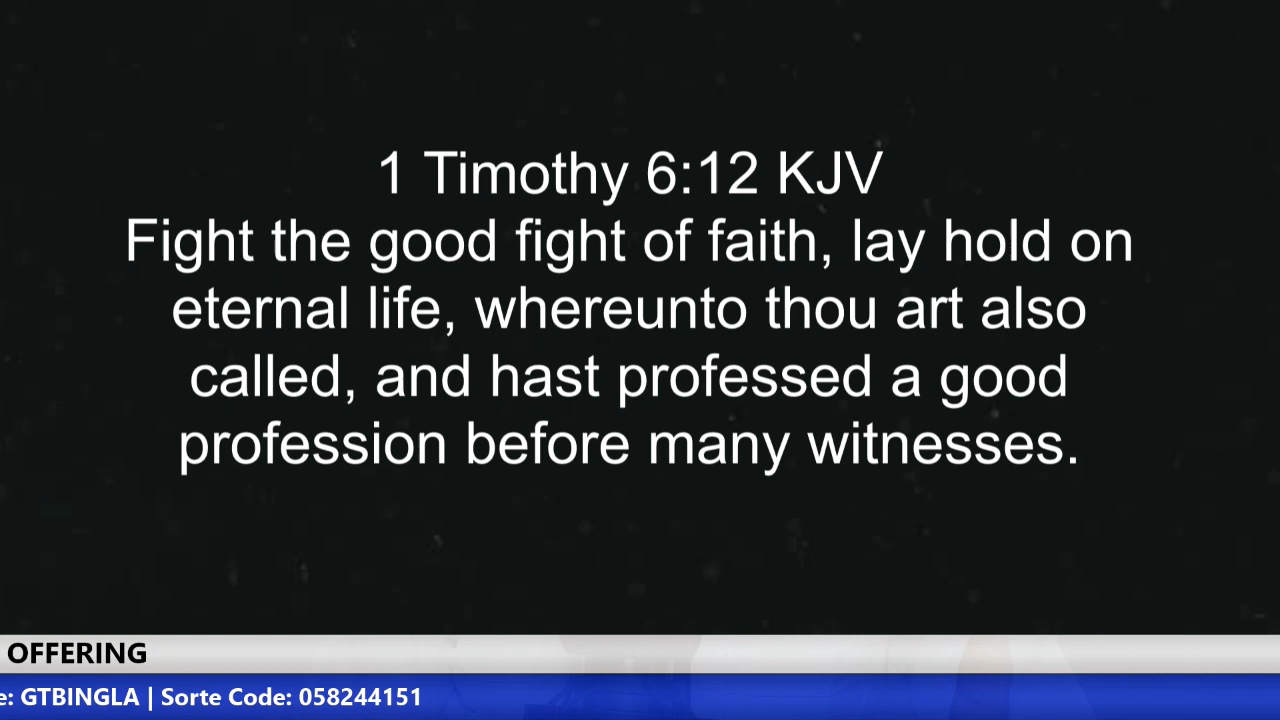 1 Timothy 6:12 KJV
Fight the good fight of faith, lay hold on
eternal life, whereunto thou art also
called, and hast professed a good
profession before many witnesses.
OFFERING
e: GTBINGLA | Sorte Code: 058244151